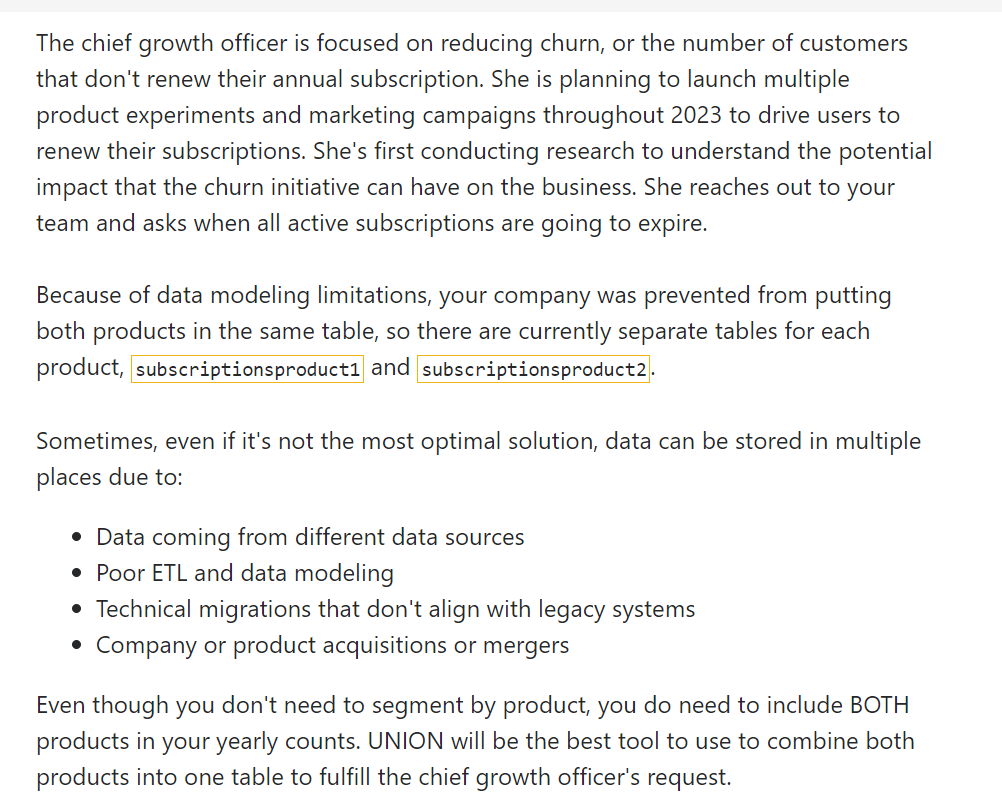 The chief growth officer is focused on reducing churn, or the number of customers
that don't renew their annual subscription. She is planning to launch multiple
product experiments and marketing campaigns throughout 2023 to drive users to
renew their subscriptions. She's first conducting research to understand the potential
impact that the churn initiative can have on the business. She reaches out to your
team and asks when all active subscriptions are going to expire.
Because of data modeling limitations, your company was prevented from putting
both products in the same table, so there are currently separate tables for each
product, subscriptionsproduct1 and subscriptionsproduct2.
Sometimes, even if it's not the most optimal solution, data can be stored in multiple
places due to:
• Data coming from different data sources
• Poor ETL and data modeling
• Technical migrations that don't align with legacy systems
• Company or product acquisitions or mergers
Even though you don't need to segment by product, you do need to include BOTH
products in your yearly counts. UNION will be the best tool to use to combine both
products into one table to fulfill the chief growth officer's request.